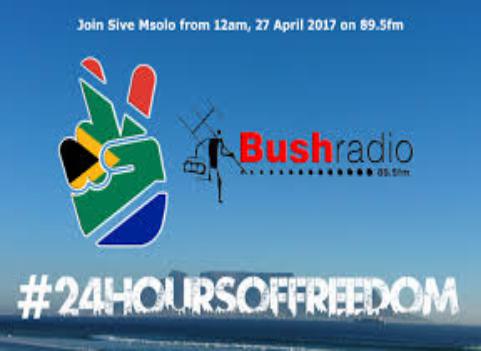 Join Sive Msolo from 12am, 27 April 2017 on 89.5fm
Bushradio
89.5fm
#24HOURSOFFREEDOM